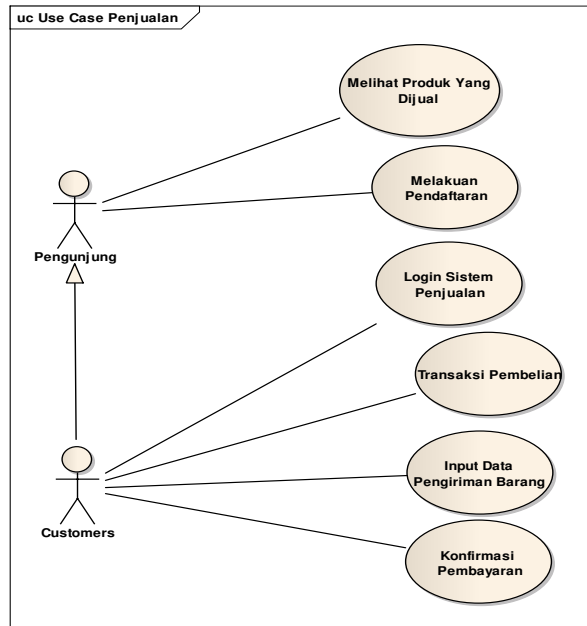 uc Use Case Penjualan
Melihat Produk Yang
Dijual
Melakuan
Pendaftaran
Pengunjung
Login Sistem
Penjualan
Transaksi Pembelian
Input Data
Pengiriman Barang
Customers
Konfirmasi
Pembayaran